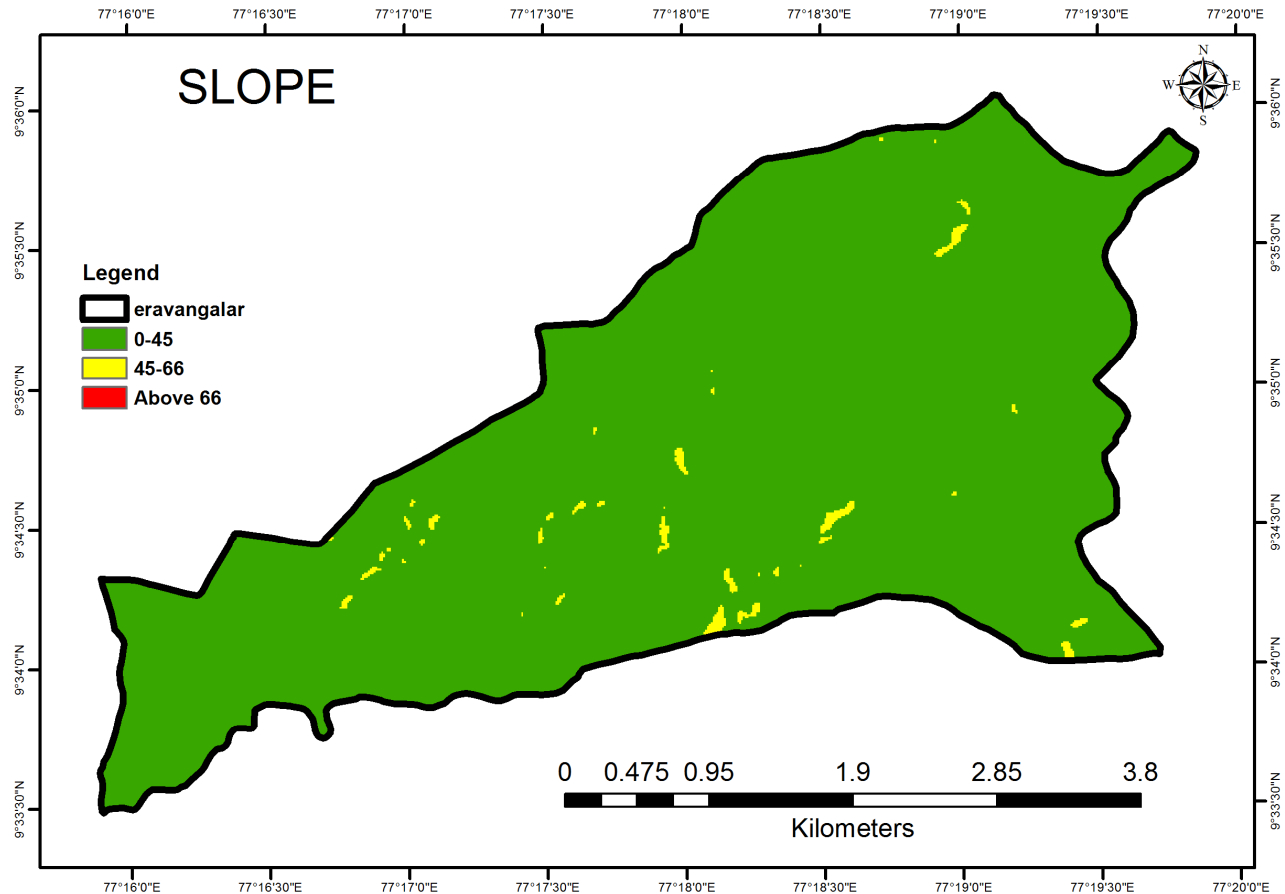 77°16'0"E 77°16'30"E 77°17'0"E 77°17'30"E 77°18'0"E 77°18'30"E 77°19'0"E 77°19'30"E 77°20'0"E
SLOPE
N
W E
S
9°36'0"N 9°36'0"N
9°35'30"N 9°35'30"N
Legend
eravangalar
0-45
45-66
Above 66
9°35'0"N 9°35'0"N
9°34'30"N 9°34'30"N
9°34'0"N 9°34'0"N
0 0.475 0.95 1.9 2.85 3.8
Kilometers
9°33'30"N 9°33'30"N
77°16'0"E 77°16'30"E 77°17'0"E 77°17'30"E 77°18'0"E 77°18'30"E 77°19'0"E 77°19'30"E 77°20'0"E